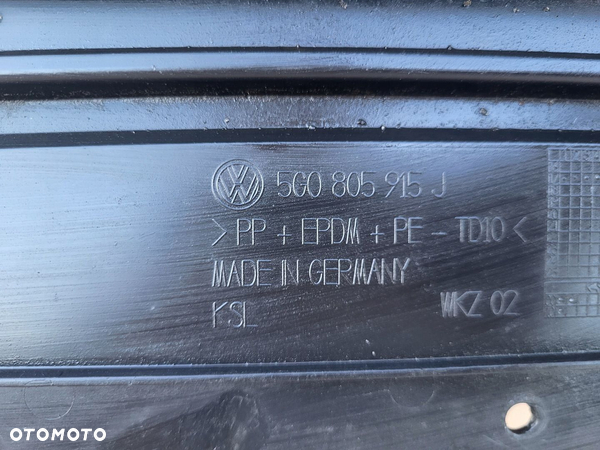 5G0 805 915 J
>PP + EPDM + PE - TD10<
MADE IN GERMANY
KSL WKZ 02
OTOMOTO